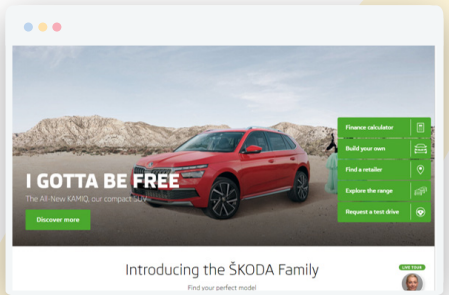 Finance calculator
Build your own
Find a retailer
Explore the range
Request a test drive
I GOTTA BE FREE
The All-New KAMIQ, our compact SUV
Discover more
Introducing the ŠKODA Family
Find your perfect model
LIVE TOUR